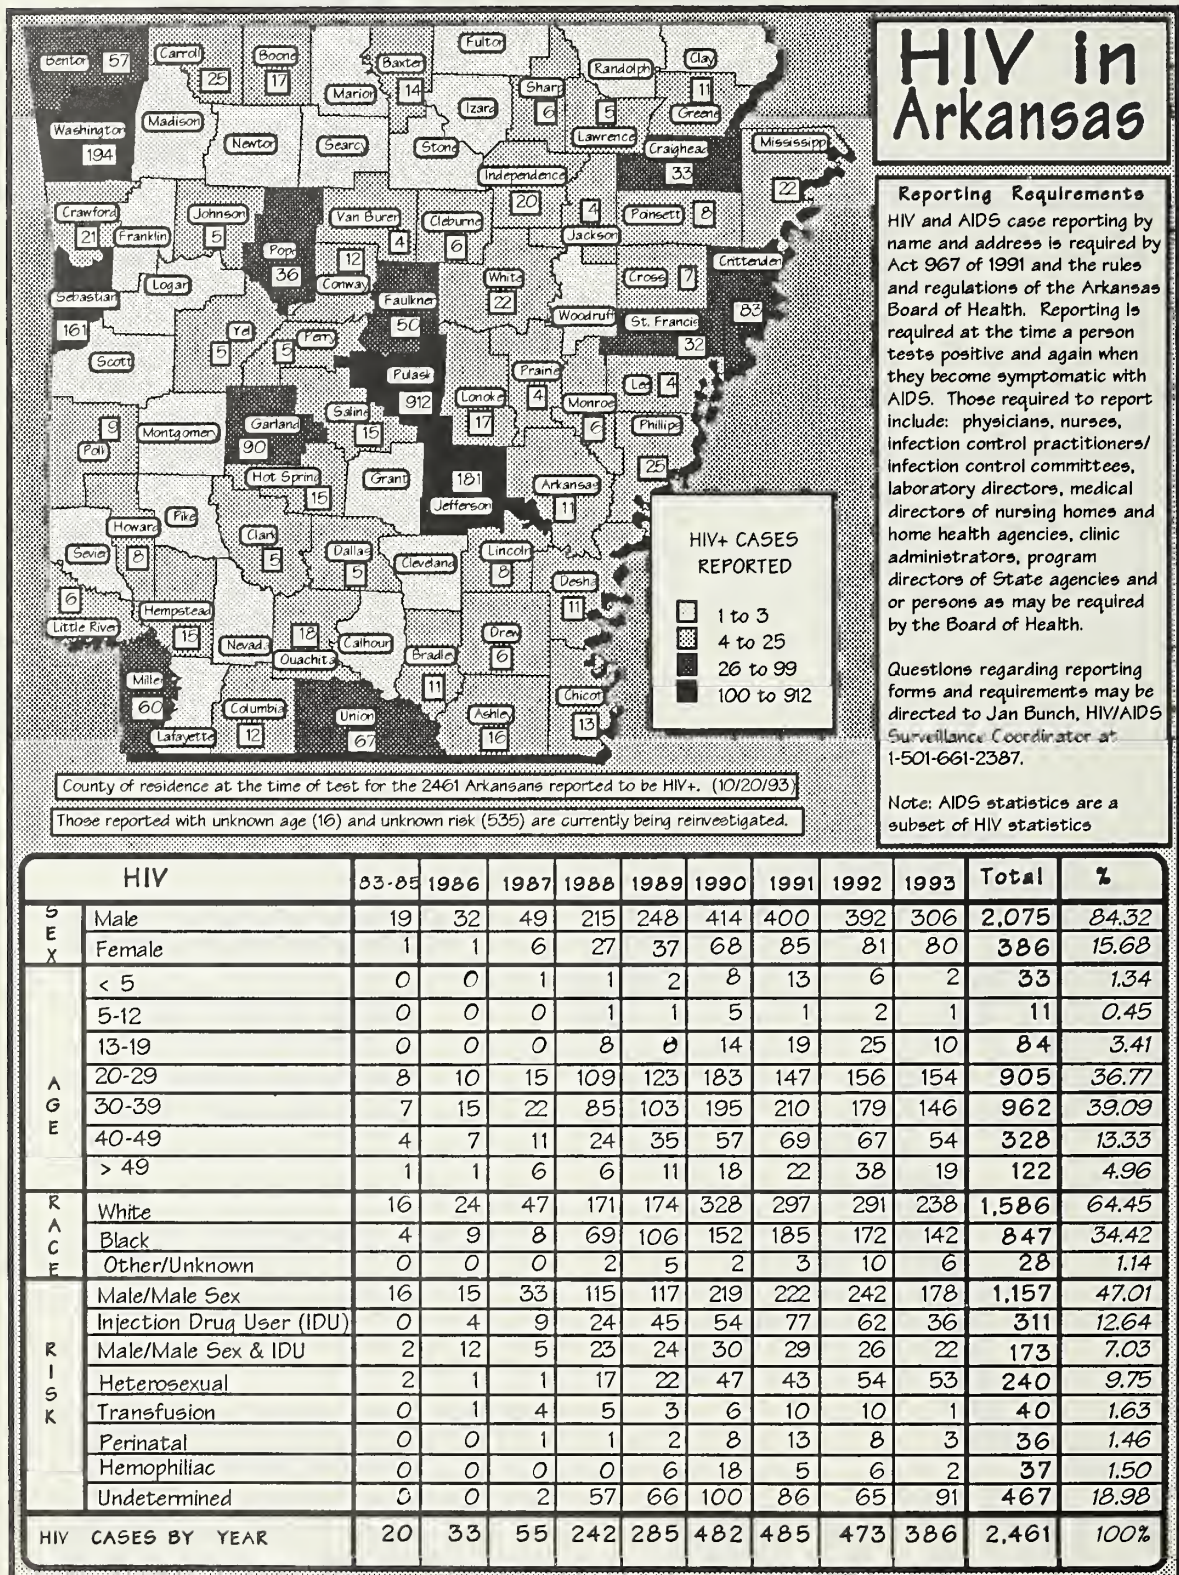 HIV in
Arkansas
Fulton
Carroll
Boone
Baxter
Clay
Benton 57
Randolph
25
17
14
Sharp
11
Marion
Izard
6
5
Greene
Madison
Lawrence
Washington
Newton
Searcy
Stone
Craighead
Mississippi
194
33
Independence
22
20
Crawford
Johnson
Van Buren
Cleburne
4
Poinsett 8
21
Franklin
5
4
6
Jackson
Pope
12
Crittenden
36
Conway
White
Cross 7
Logan
22
Sebastian
Faulkner
83
161
50
Woodruff
St. Francis
Yell
Perry
32
5
5
Scott
Pulaski
Prairie
Lee 4
912
Lonoke
4
Monroe
Saline
17
6
Phillips
9
Montgomery
Garland
15
Polk
90
25
Hot Spring
Grant
181
Arkansas
15
Jefferson
11
Howard
Pike
Clark
Sevier
8
5
Dallas
Cleveland
Lincoln
5
8
Desha
6
11
Hempstead
Little River
15
Nevada
18
Calhoun
Drew
Ouachita
Bradley
6
Miller
11
60
Columbia
Union
Chicot
Lafayette
12
67
Ashley
13
16
HIV+ CASES
REPORTED
1 to 3
4 to 25
26 to 99
100 to 912
County of residence at the time of test for the 2461 Arkansans reported to be HIV+. (10/20/93)
Those reported with unknown age (16) and unknown risk (535) are currently being reinvestigated.
Reporting Requirements
HIV and AIDS case reporting by
name and address is required by
Act 967 of 1991 and the rules
and regulations of the Arkansas
Board of Health. Reporting is
required at the time a person
tests positive and again when
they become symptomatic with
AIDS. Those required to report
include: physicians, nurses,
infection control practitioners/
infection control committees,
laboratory directors, medical
directors of nursing homes and
home health agencies, clinic
administrators, program
directors of State agencies and
or persons as may be required
by the Board of Health.
Questions regarding reporting
forms and requirements may be
directed to Jan Bunch, HIV/AIDS
Surveillance Coordinator at
1-501-661-2387.
Note: AIDS statistics are a
subset of HIV statistics
HIV 83-85 1986 1987 1988 1989 1990 1991 1992 1993 Total %
SEX
Male 19 32 49 215 248 414 400 392 306 2,075 84.32
Female 1 1 6 27 37 68 85 81 80 386 15.68
AGE
< 5 0 0 1 1 2 8 13 6 2 33 1.34
5-12 0 0 0 1 1 5 1 2 1 11 0.45
13-19 0 0 0 8 14 19 25 10 84 3.41
20-29 8 10 15 109 123 183 147 156 154 905 36.77
30-39 7 15 22 85 103 195 210 179 146 962 39.09
40-49 4 7 11 24 35 57 69 67 54 328 13.33
> 49 1 1 6 6 11 18 22 38 19 122 4.96
RACE
White 16 24 47 171 174 328 297 291 238 1,586 64.45
Black 4 9 8 69 106 152 185 172 142 847 34.42
Other/Unknown 0 0 0 2 5 2 3 10 6 28 1.14
RISK
Male/Male Sex 16 15 33 115 117 219 222 242 178 1,157 47.01
Injection Drug User (IDU) 0 4 9 24 45 54 77 62 36 311 12.64
Male/Male Sex & IDU 2 12 5 23 24 30 29 26 22 173 7.03
Heterosexual 2 1 1 17 22 47 43 54 53 240 9.75
Transfusion 0 1 4 5 3 6 10 10 1 40 1.63
Perinatal 0 0 1 1 2 8 13 8 3 36 1.46
Hemophiliac 0 0 0 0 6 18 5 6 2 37 1.50
Undetermined 0 0 2 57 66 100 86 65 91 467 18.98
HIV CASES BY YEAR 20 33 55 242 285 482 485 473 386 2,461 100%